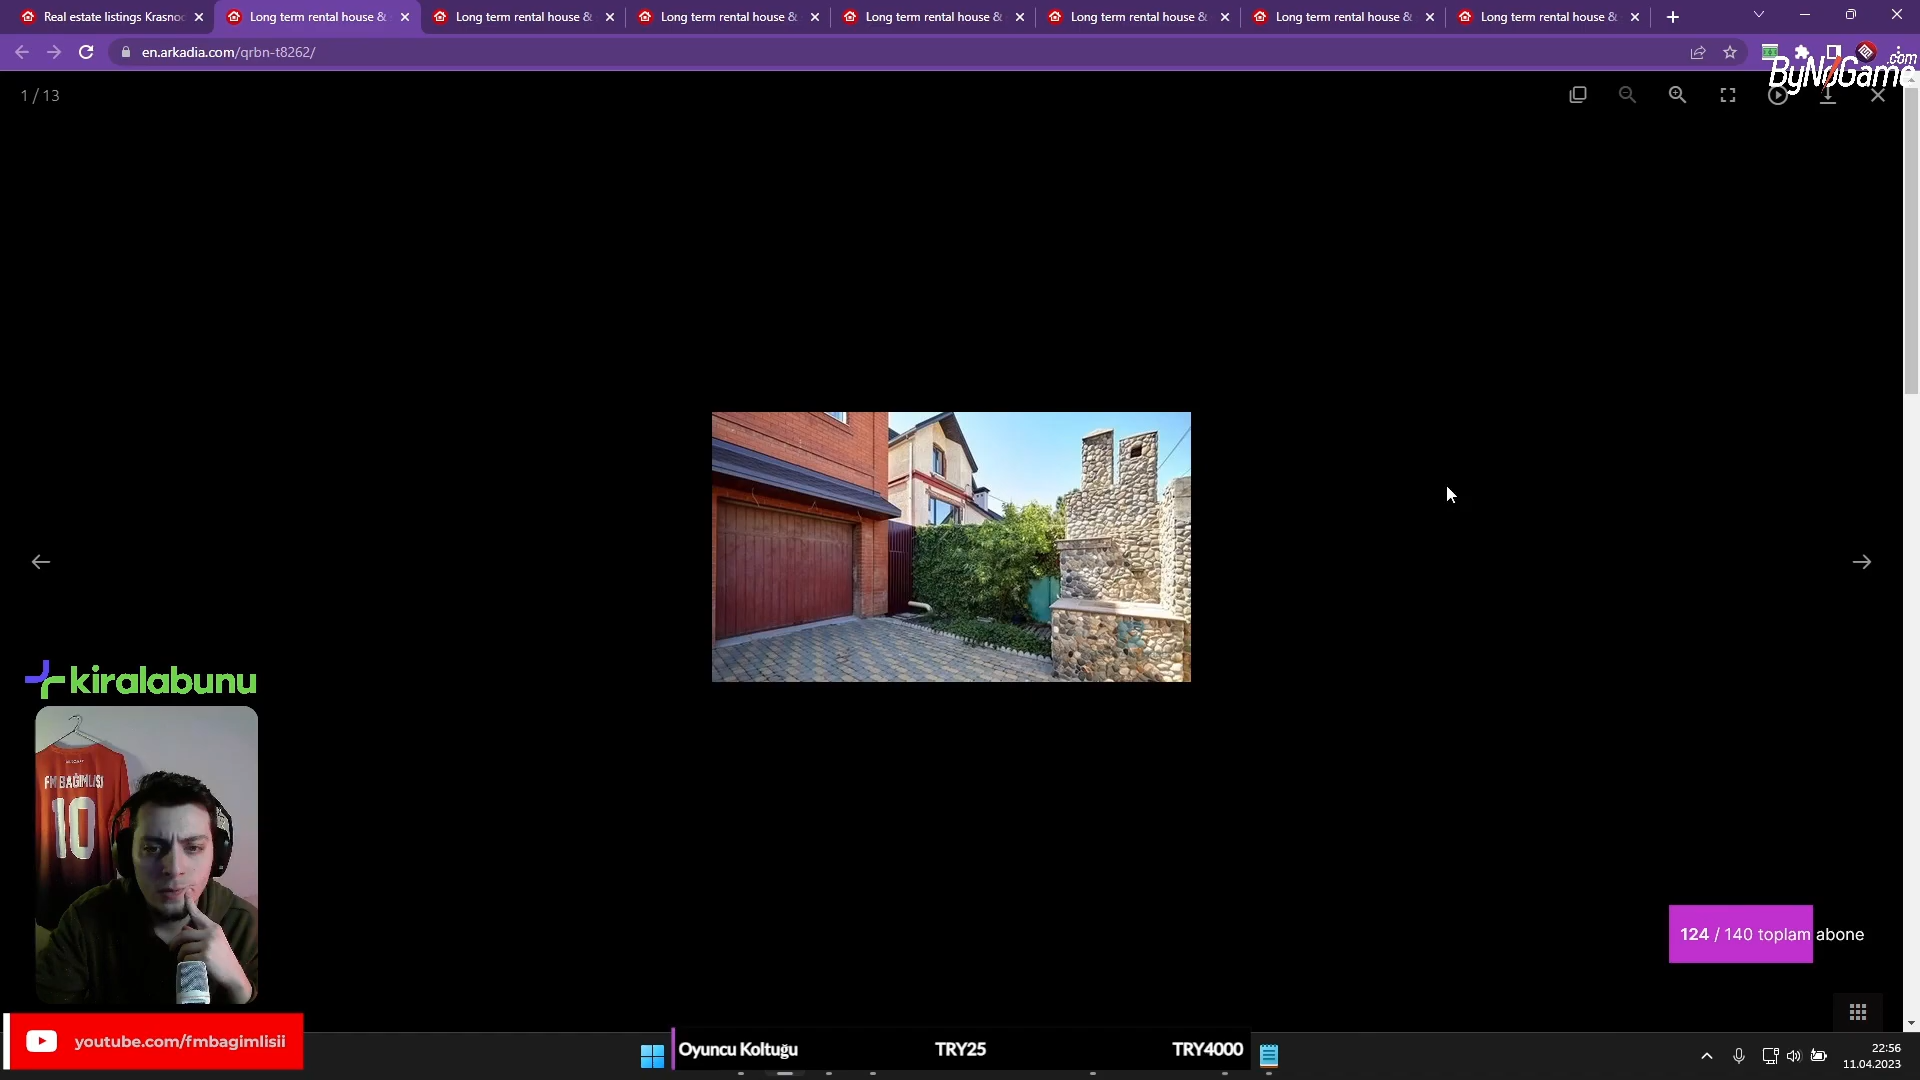 Real estate listings Krasno
Long term rental house &
Long term rental house &
Long term rental house &
Long term rental house &
Long term rental house &
Long term rental house &
Long term rental house &
en.arkadia.com/qrbn-t8262/
ByNoGame.com
1 / 13
kiralabunu
FM BAĞIMLISI
10
124 / 140 toplam abone
youtube.com/fmbagimlisii
Oyuncu Koltuğu TRY25 TRY4000
22:56
11.04.2023